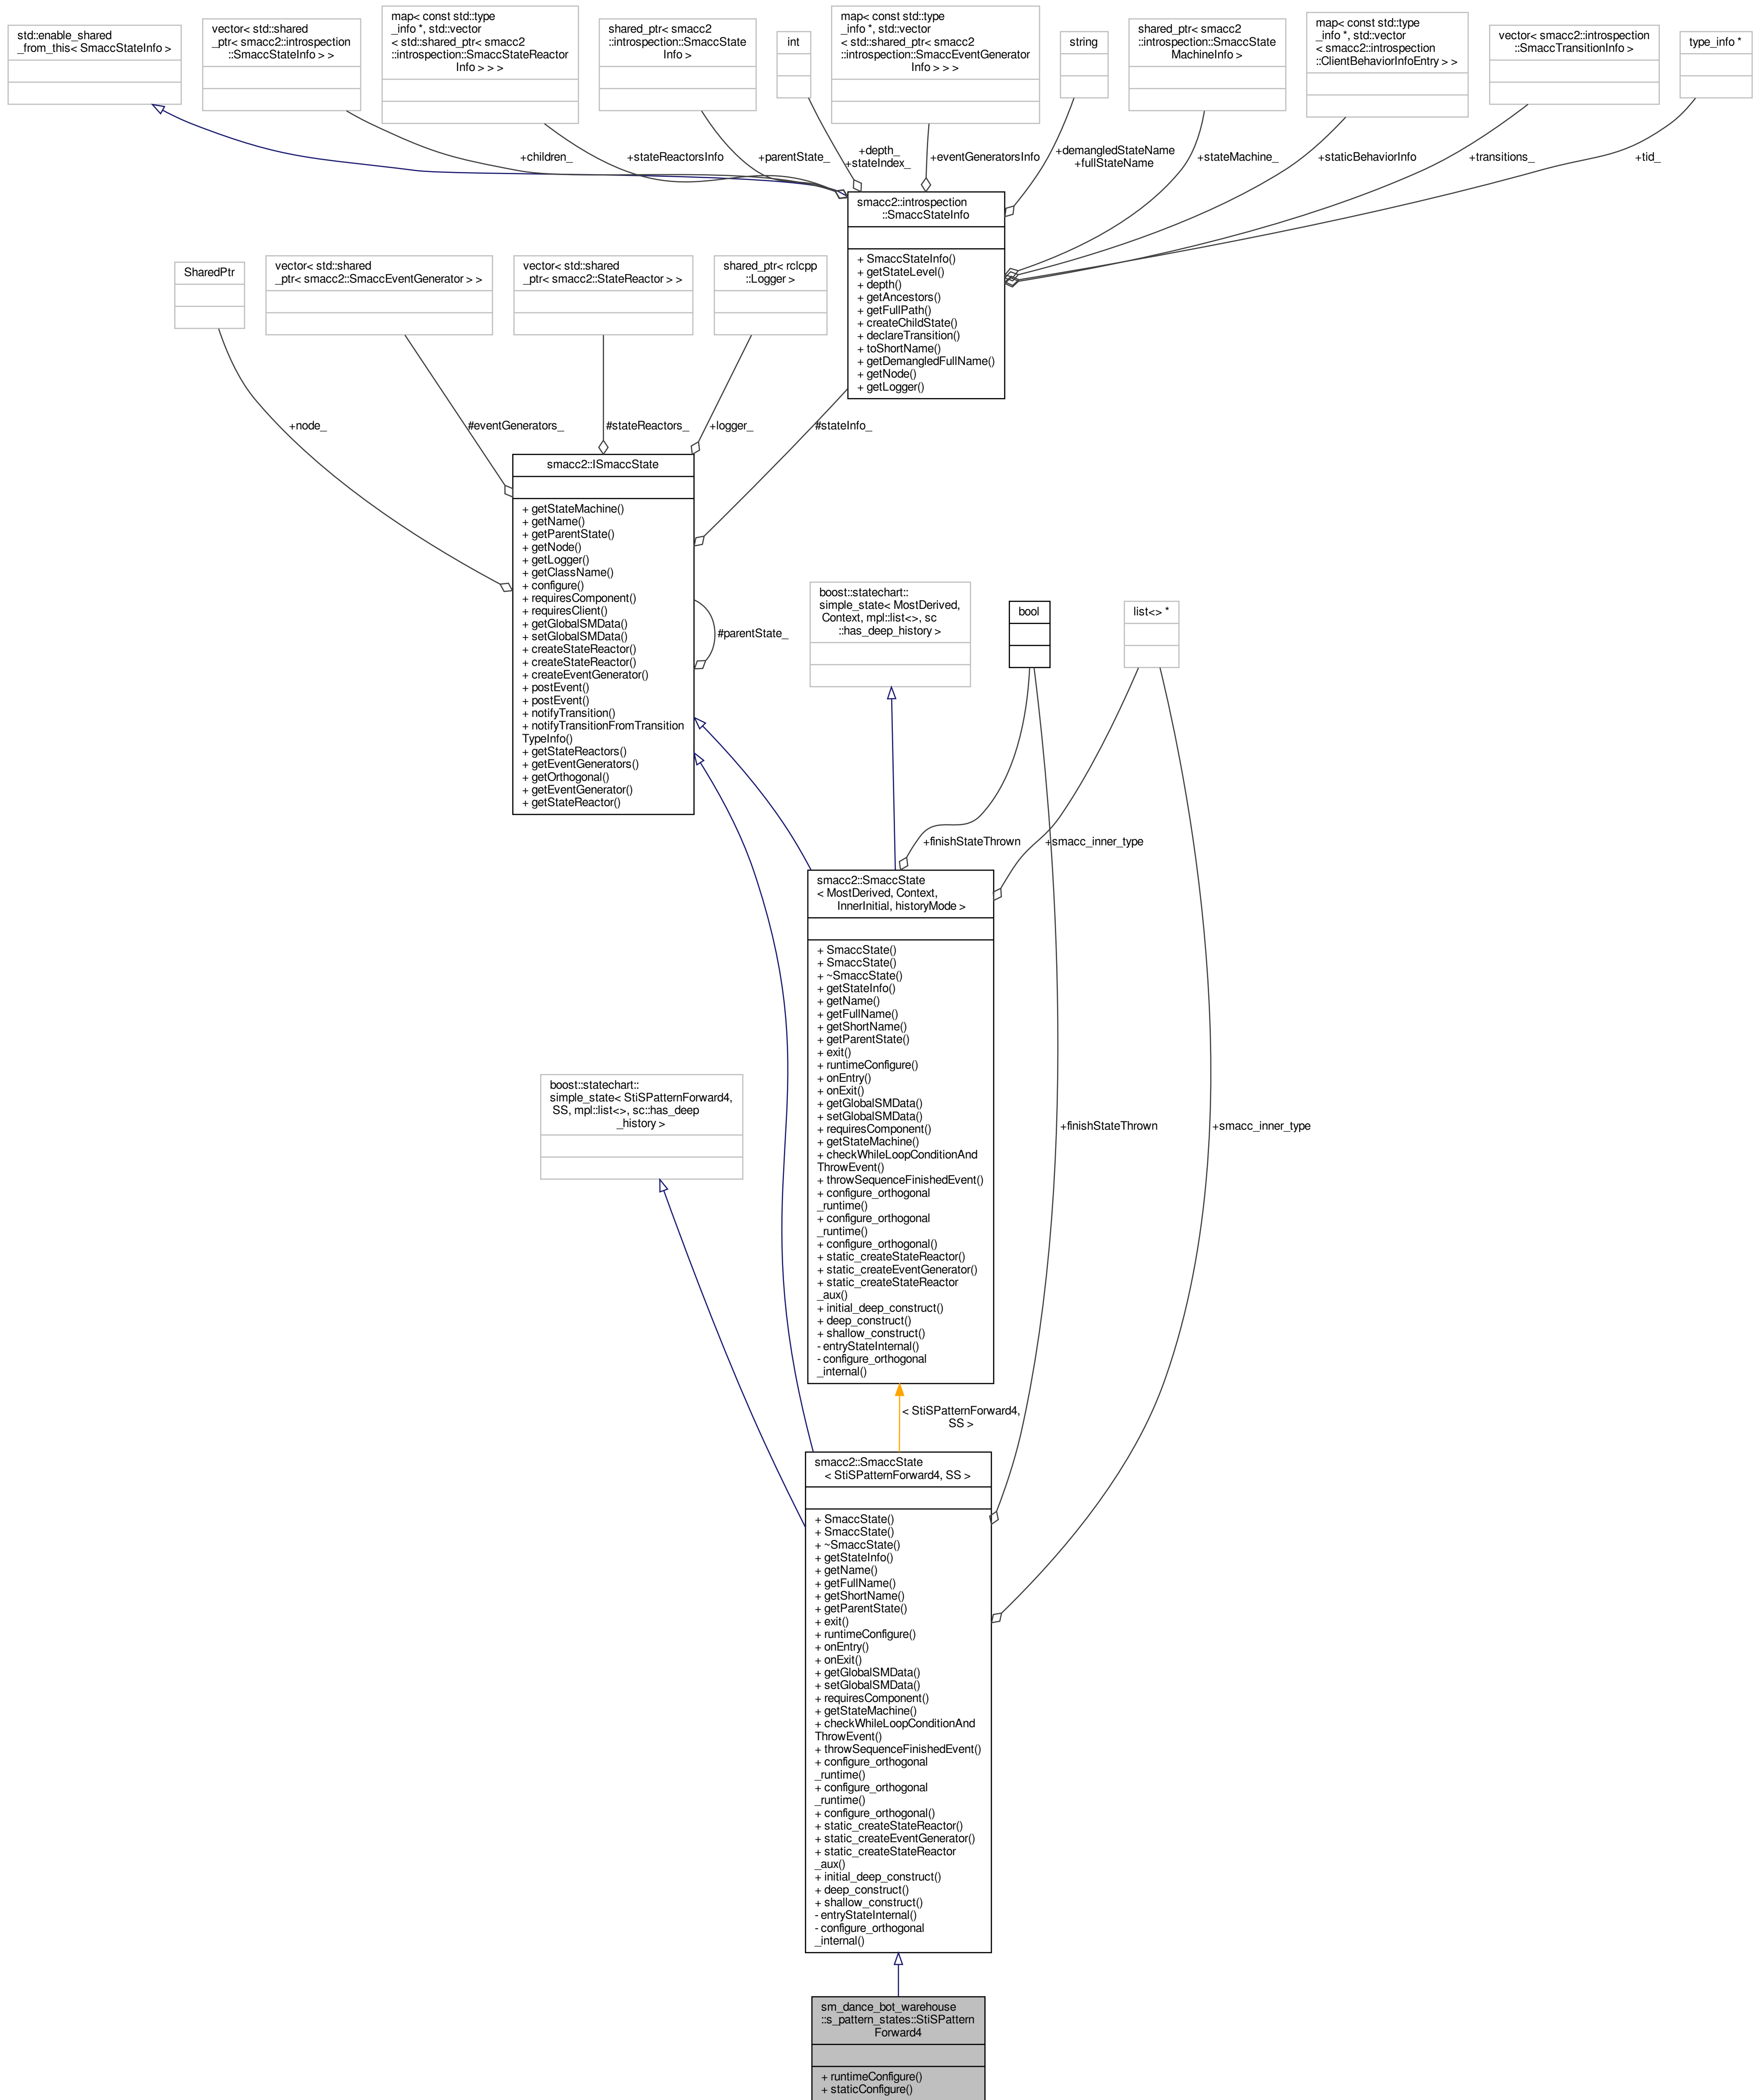 std::enable_shared
_from_this< SmaccStateInfo >
vector< std::shared
_ptr< smacc2::introspection
::SmaccStateInfo > >
map< const std::type
_info *, std::vector
< std::shared_ptr< smacc2
::introspection::SmaccStateReactor
Info > > >
shared_ptr< smacc2
::introspection::SmaccState
Info >
int
map< const std::type
_info *, std::vector
< std::shared_ptr< smacc2
::introspection::SmaccEventGenerator
Info > > >
string
shared_ptr< smacc2
::introspection::SmaccState
MachineInfo >
map< const std::type
_info *, std::vector
< smacc2::introspection
::ClientBehaviorInfoEntry > >
vector< smacc2::introspection
::SmaccTransitionInfo >
type_info *
+children_
+stateReactorsInfo
+parentState_
+depth_
+stateIndex_
+eventGeneratorsInfo
+demangledStateName
+fullStateName
+stateMachine_
+staticBehaviorInfo
+transitions_
+tid_
smacc2::introspection
::SmaccStateInfo
+ SmaccStateInfo()
+ getStateLevel()
+ depth()
+ getAncestors()
+ getFullPath()
+ createChildState()
+ declareTransition()
+ toShortName()
+ getDemangledFullName()
+ getNode()
+ getLogger()
SharedPtr
vector< std::shared
_ptr< smacc2::SmaccEventGenerator > >
vector< std::shared
_ptr< smacc2::StateReactor > >
shared_ptr< rclcpp
::Logger >
+node_
#eventGenerators_
#stateReactors_
+logger_
#stateInfo_
smacc2::ISmaccState
+ getStateMachine()
+ getName()
+ getParentState()
+ getNode()
+ getLogger()
+ getClassName()
+ configure()
+ requiresComponent()
+ requiresClient()
+ getGlobalSMData()
+ setGlobalSMData()
+ createStateReactor()
+ createStateReactor()
+ createEventGenerator()
+ postEvent()
+ postEvent()
+ notifyTransition()
+ notifyTransitionFromTransition
TypeInfo()
+ getStateReactors()
+ getEventGenerators()
+ getOrthogonal()
+ getEventGenerator()
+ getStateReactor()
#parentState_
boost::statechart::
simple_state< MostDerived,
Context, mpl::list<>, sc
::has_deep_history >
bool
list<> *
+finishStateThrown
+smacc_inner_type
smacc2::SmaccState
< MostDerived, Context,
InnerInitial, historyMode >
+ SmaccState()
+ SmaccState()
+ ~SmaccState()
+ getStateInfo()
+ getName()
+ getFullName()
+ getShortName()
+ getParentState()
+ exit()
+ runtimeConfigure()
+ onEntry()
+ onExit()
+ getGlobalSMData()
+ setGlobalSMData()
+ requiresComponent()
+ getStateMachine()
+ checkWhileLoopConditionAnd
ThrowEvent()
+ throwSequenceFinishedEvent()
+ configure_orthogonal
_runtime()
+ configure_orthogonal
_runtime()
+ configure_orthogonal()
+ static_createStateReactor()
+ static_createEventGenerator()
+ static_createStateReactor
_aux()
+ initial_deep_construct()
+ deep_construct()
+ shallow_construct()
- entryStateInternal()
- configure_orthogonal
_internal()
boost::statechart::
simple_state< StiSPatternForward4,
SS, mpl::list<>, sc::has_deep
_history >
+finishStateThrown
+smacc_inner_type
< StiSPatternForward4,
SS >
smacc2::SmaccState
< StiSPatternForward4, SS >
+ SmaccState()
+ SmaccState()
+ ~SmaccState()
+ getStateInfo()
+ getName()
+ getFullName()
+ getShortName()
+ getParentState()
+ exit()
+ runtimeConfigure()
+ onEntry()
+ onExit()
+ getGlobalSMData()
+ setGlobalSMData()
+ requiresComponent()
+ getStateMachine()
+ checkWhileLoopConditionAnd
ThrowEvent()
+ throwSequenceFinishedEvent()
+ configure_orthogonal
_runtime()
+ configure_orthogonal
_runtime()
+ configure_orthogonal()
+ static_createStateReactor()
+ static_createEventGenerator()
+ static_createStateReactor
_aux()
+ initial_deep_construct()
+ deep_construct()
+ shallow_construct()
- entryStateInternal()
- configure_orthogonal
_internal()
sm_dance_bot_warehouse
::s_pattern_states::StiSPattern
Forward4
+ runtimeConfigure()
+ staticConfigure()